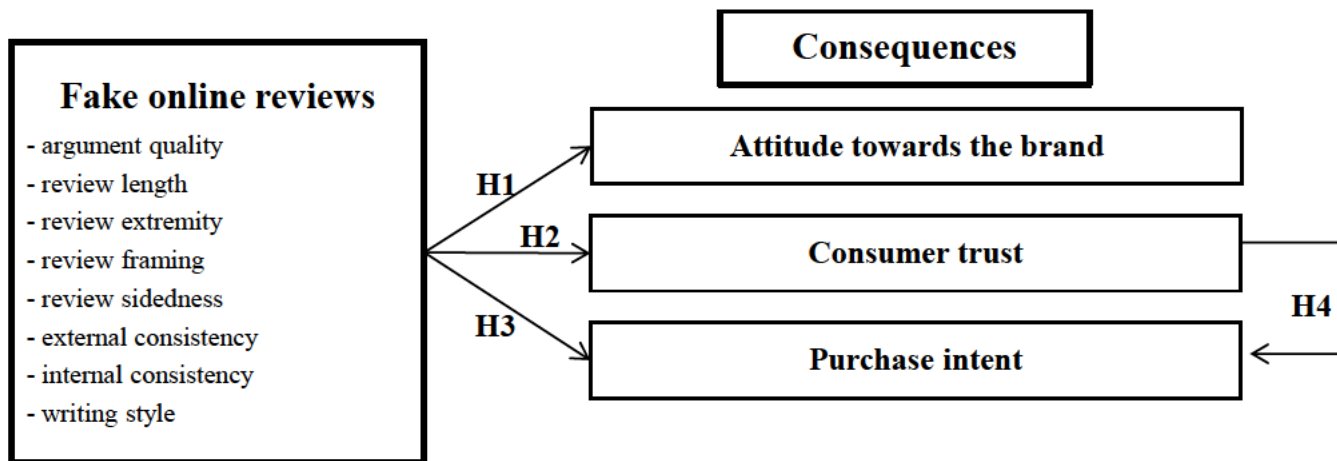 Fake online reviews
- argument quality
- review length
- review extremity
- review framing
- review sidedness
- external consistency
- internal consistency
- writing style
H1
H2
H3
Consequences
Attitude towards the brand
Consumer trust
Purchase intent
H4